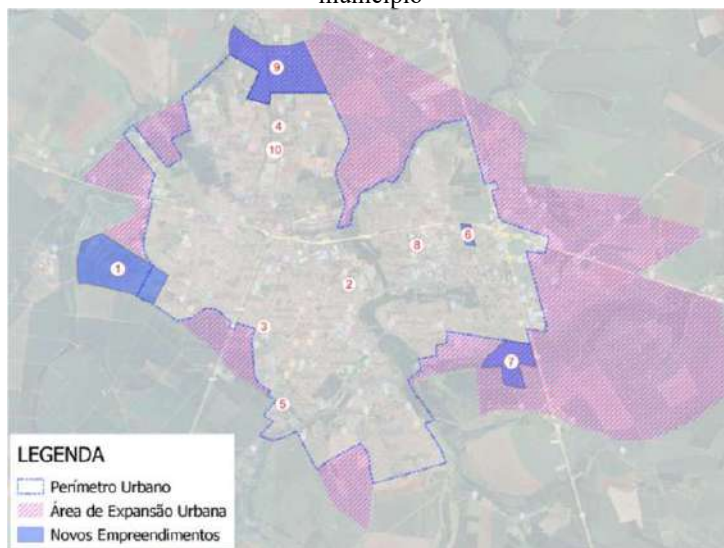 município
9
4
10
6
8
1
2
3
7
5
LEGENDA
Perímetro Urbano
Área de Expansão Urbana
Novos Empreendimentos